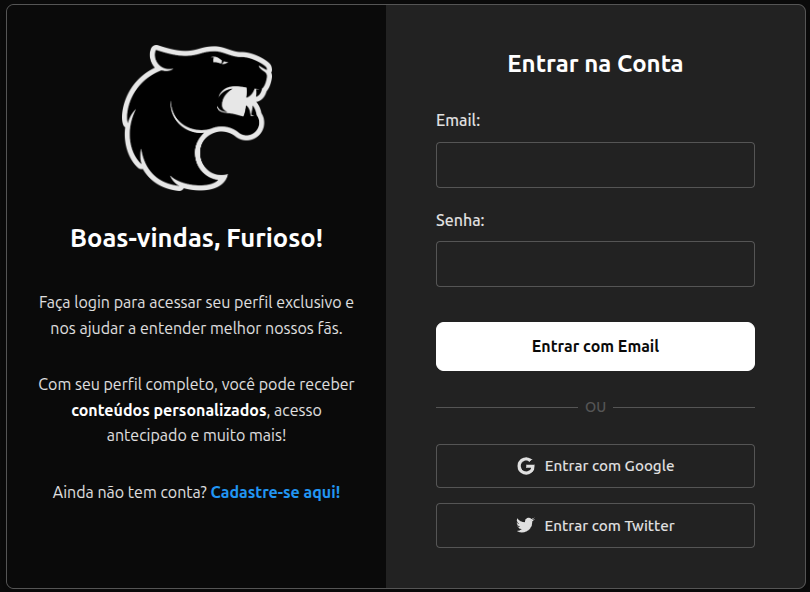 Boas-vindas, Furioso!
Faça login para acessar seu perfil exclusivo e
nos ajudar a entender melhor nossos fãs.
Com seu perfil completo, você pode receber
conteúdos personalizados, acesso
antecipado e muito mais!
Ainda não tem conta? Cadastre-se aqui!
Entrar na Conta
Email:
Senha:
Entrar com Email
OU
Entrar com Google
Entrar com Twitter